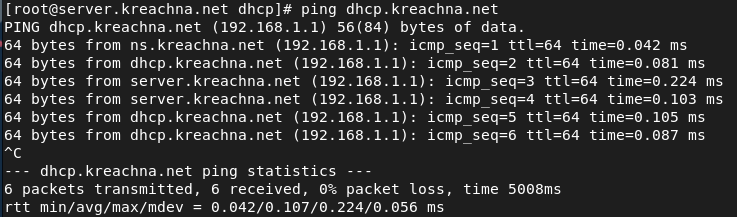 [root@server.kreachna.net dhcp]# ping dhcp.kreachna.net
PING dhcp.kreachna.net (192.168.1.1) 56(84) bytes of data.
64 bytes from ns.kreachna.net (192.168.1.1): icmp_seq=1 ttl=64 time=0.042 ms
64 bytes from dhcp.kreachna.net (192.168.1.1): icmp_seq=2 ttl=64 time=0.081 ms
64 bytes from server.kreachna.net (192.168.1.1): icmp_seq=3 ttl=64 time=0.224 ms
64 bytes from server.kreachna.net (192.168.1.1): icmp_seq=4 ttl=64 time=0.103 ms
64 bytes from dhcp.kreachna.net (192.168.1.1): icmp_seq=5 ttl=64 time=0.105 ms
64 bytes from dhcp.kreachna.net (192.168.1.1): icmp_seq=6 ttl=64 time=0.087 ms
^C
--- dhcp.kreachna.net ping statistics ---
6 packets transmitted, 6 received, 0% packet loss, time 5008ms
rtt min/avg/max/mdev = 0.042/0.107/0.224/0.056 ms